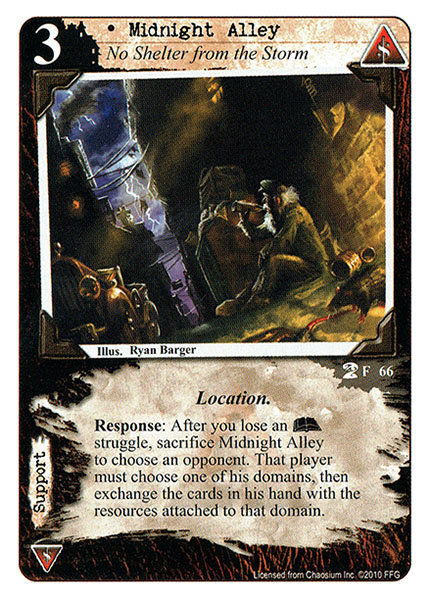 3
• Midnight Alley
No Shelter from the Storm
Illus. Ryan Barger
F 66
Location.
Response: After you lose an
struggle, sacrifice Midnight Alley
to choose an opponent. That player
must choose one of his domains, then
exchange the cards in his hand with the
resources attached to that domain.
Support
Licensed from Chaosium Inc. ©2010 FFG